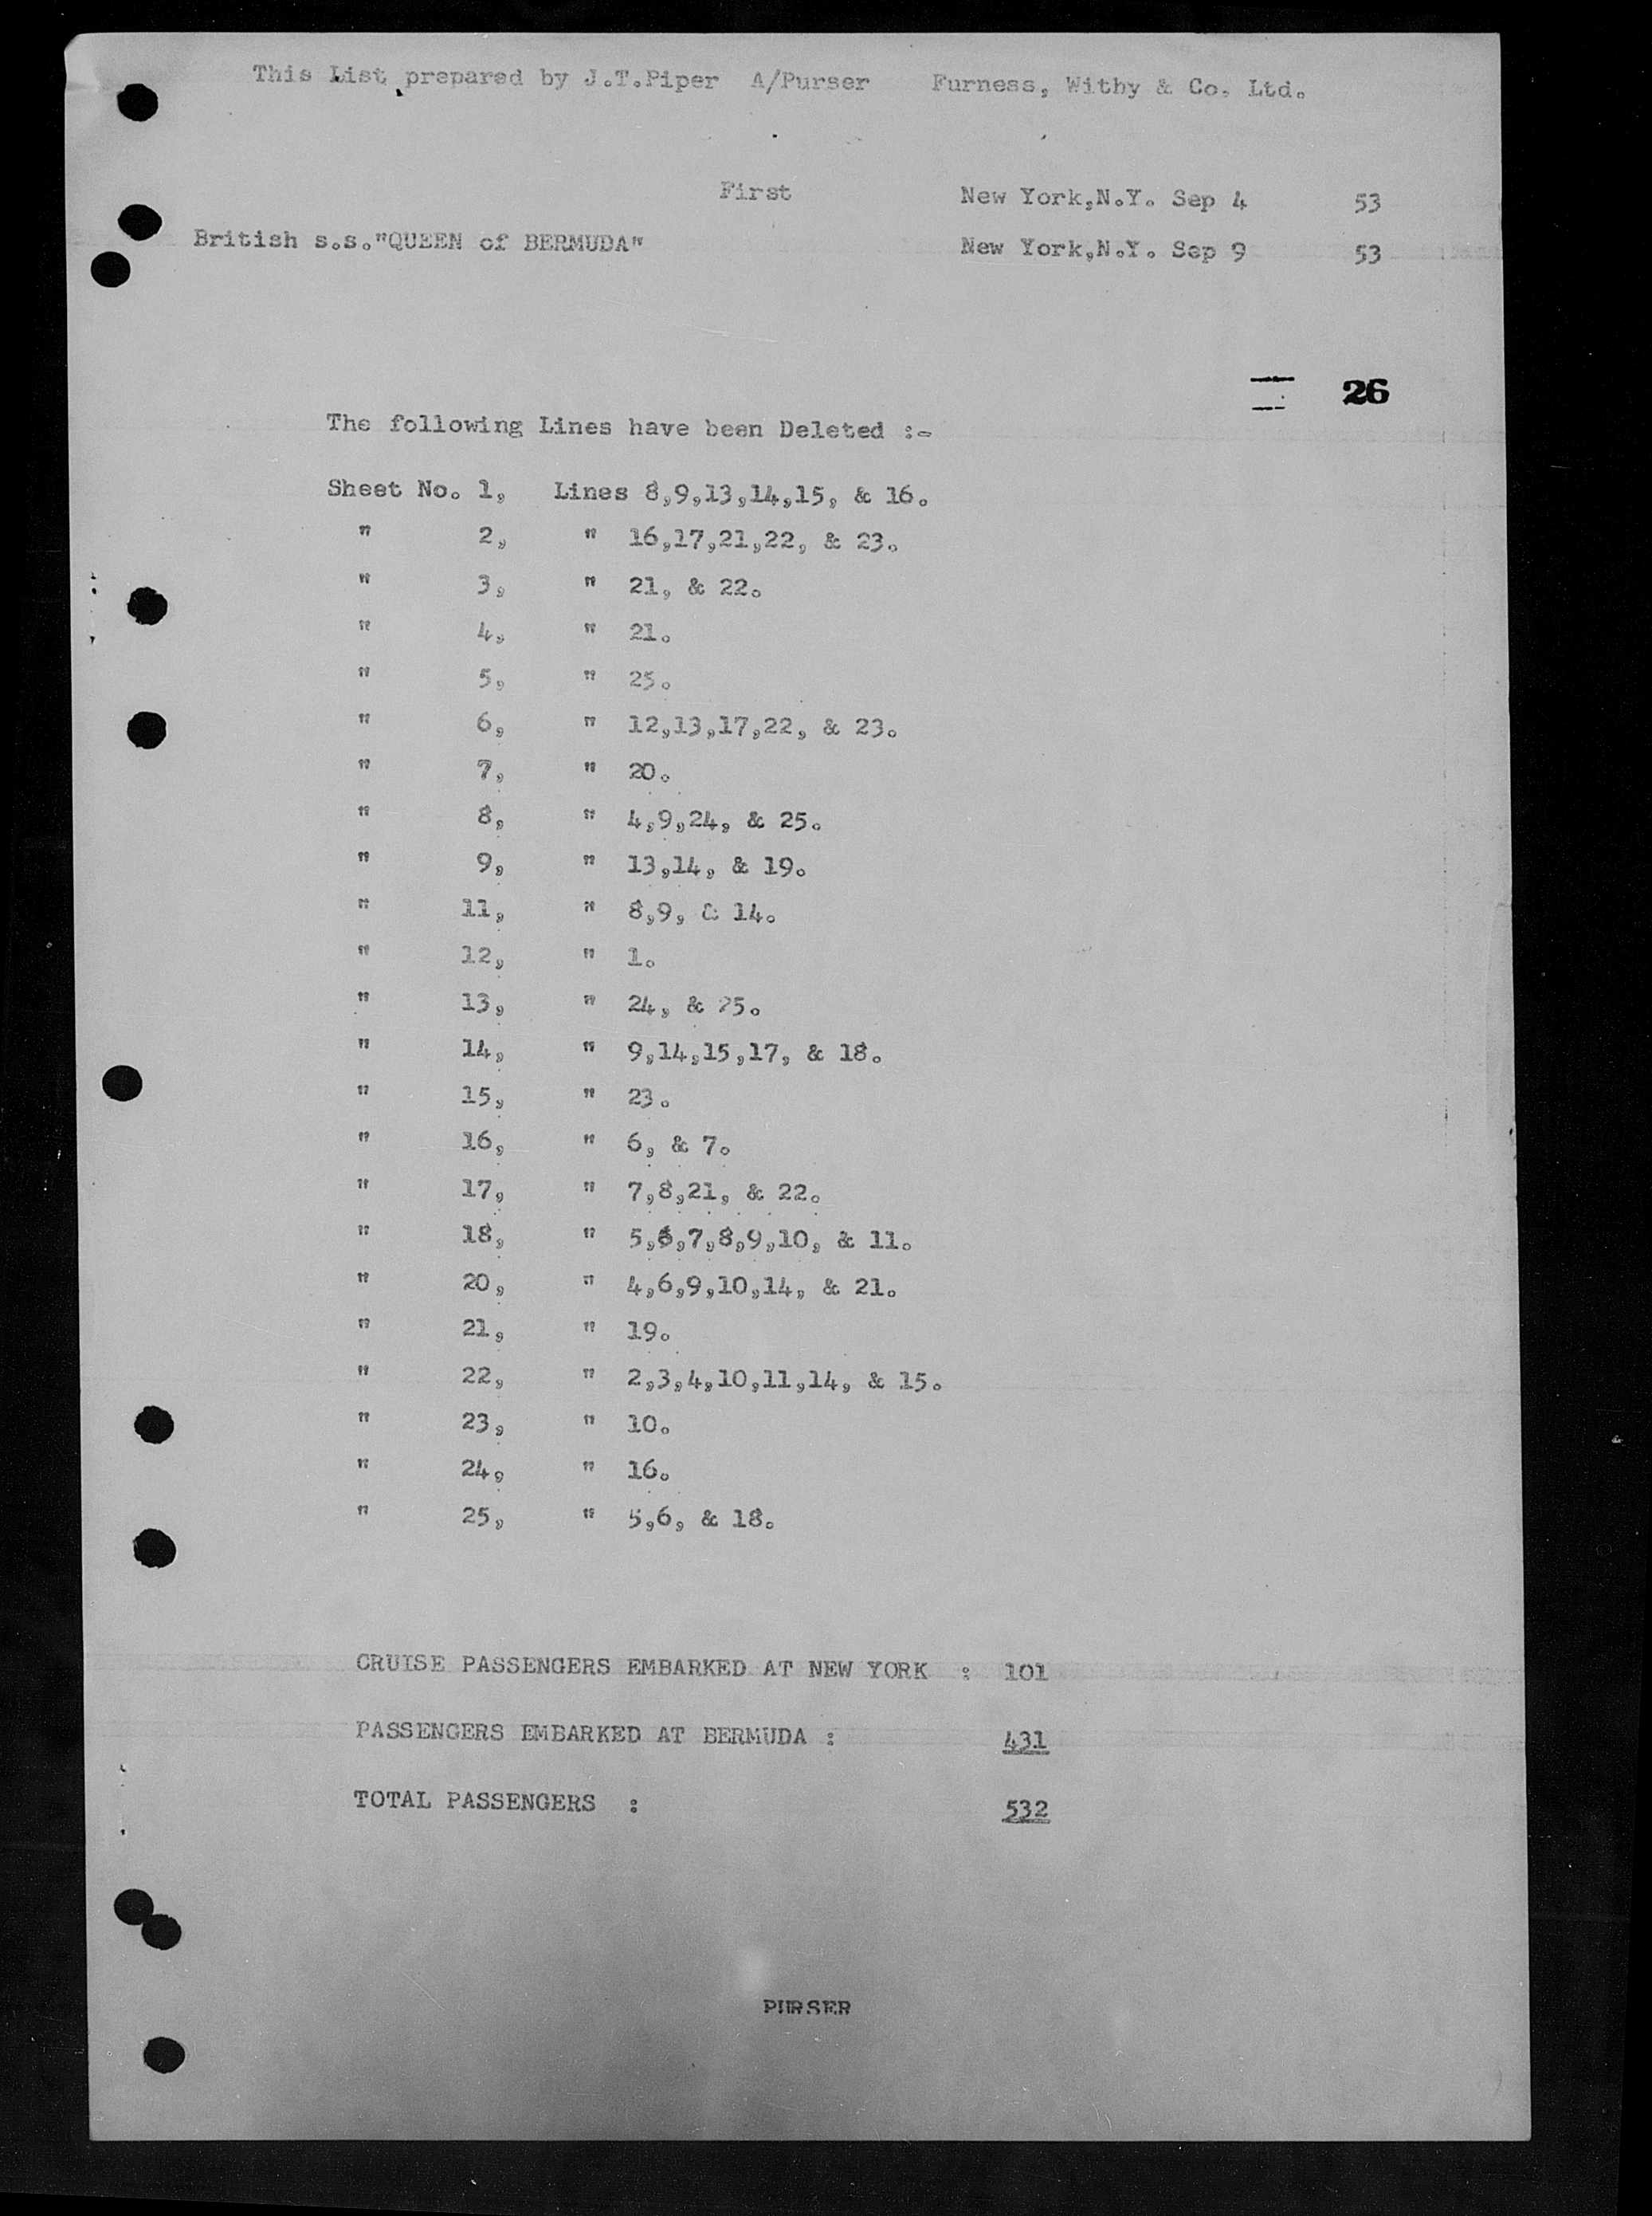 This List prepared by J.T.Piper A/Purser Furness, Withy & Co. Ltd.
First New York,N.Y. Sep 4 53
British s.s."QUEEN of BERMUDA" New York,N.Y. Sep 9 53
26
The following Lines have been Deleted :-
Sheet No. 1, Lines 8,9,13,14,15, & 16.
" 2, " 16,17,21,22, & 23.
" 3, " 21, & 22.
" 4, " 21.
" 5, " 25.
" 6, " 12,13,17,22, & 23.
" 7, " 20.
" 8, " 4,9,24, & 25.
" 9, " 13,14, & 19.
" 11, " 8,9, & 14.
" 12, " 1.
" 13, " 24, & 25.
" 14, " 9,14,15,17, & 18.
" 15, " 23.
" 16, " 6, & 7.
" 17, " 7,8,21, & 22.
" 18, " 5,6,7,8,9,10, & 11.
" 20, " 4,6,9,10,14, & 21.
" 21, " 19.
" 22, " 2,3,4,10,11,14, & 15.
" 23, " 10.
" 24, " 16.
" 25, " 5,6, & 18.
CRUISE PASSENGERS EMBARKED AT NEW YORK : 101
PASSENGERS EMBARKED AT BERMUDA : 431
TOTAL PASSENGERS : 532
PURSER